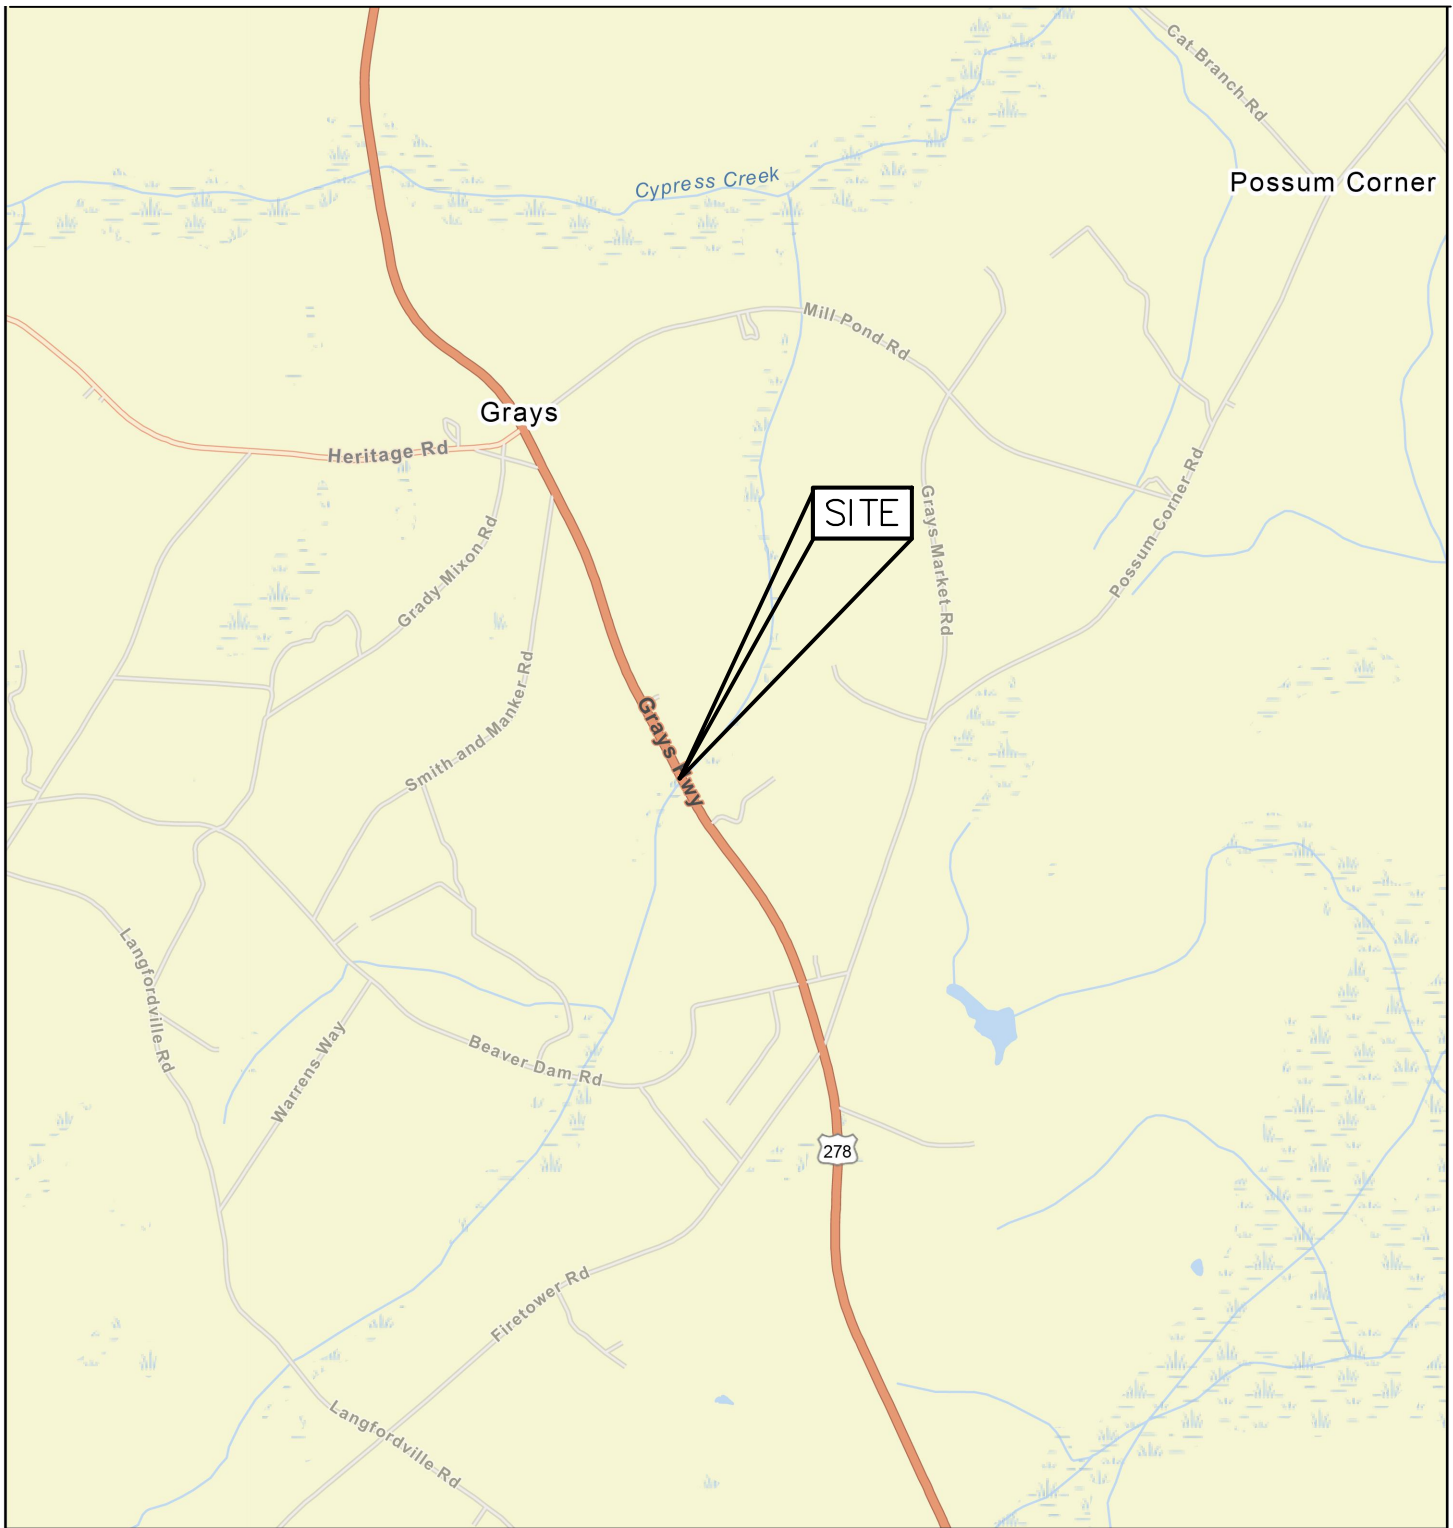 Cat Branch Rd
Possum Corner
Cypress Creek
Mill Pond Rd
Grays
Heritage Rd
Grays Market Rd
SITE
Possum Corner Rd
Grady Mixon Rd
Smith and Manker Rd
Grays Hwy
Langfordville Rd
Warrens Way
Beaver Dam Rd
278
Firetower Rd
Langfordville Rd